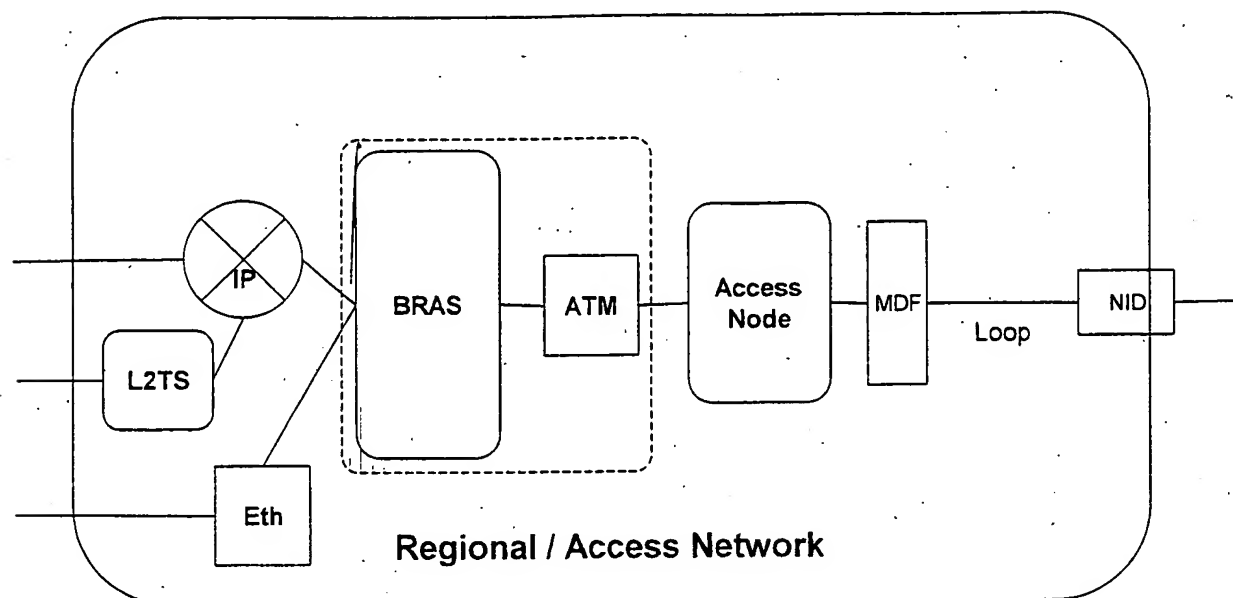 IP
L2TS
Eth
BRAS
ATM
Access
Node
MDF
Loop
NID
Regional / Access Network